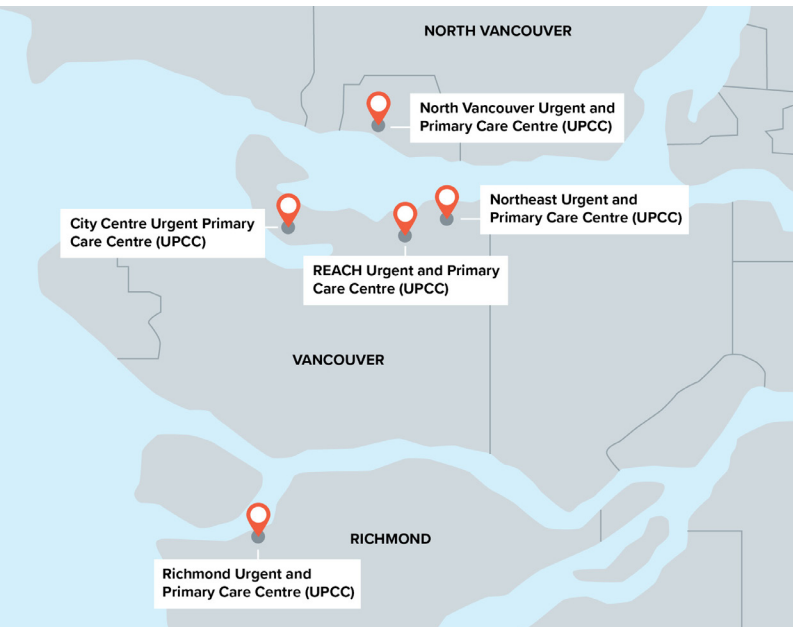 NORTH VANCOUVER
North Vancouver Urgent and
Primary Care Centre (UPCC)
Northeast Urgent and
Primary Care Centre (UPCC)
City Centre Urgent Primary
Care Centre (UPCC)
REACH Urgent and Primary
Care Centre (UPCC)
VANCOUVER
RICHMOND
Richmond Urgent and
Primary Care Centre (UPCC)